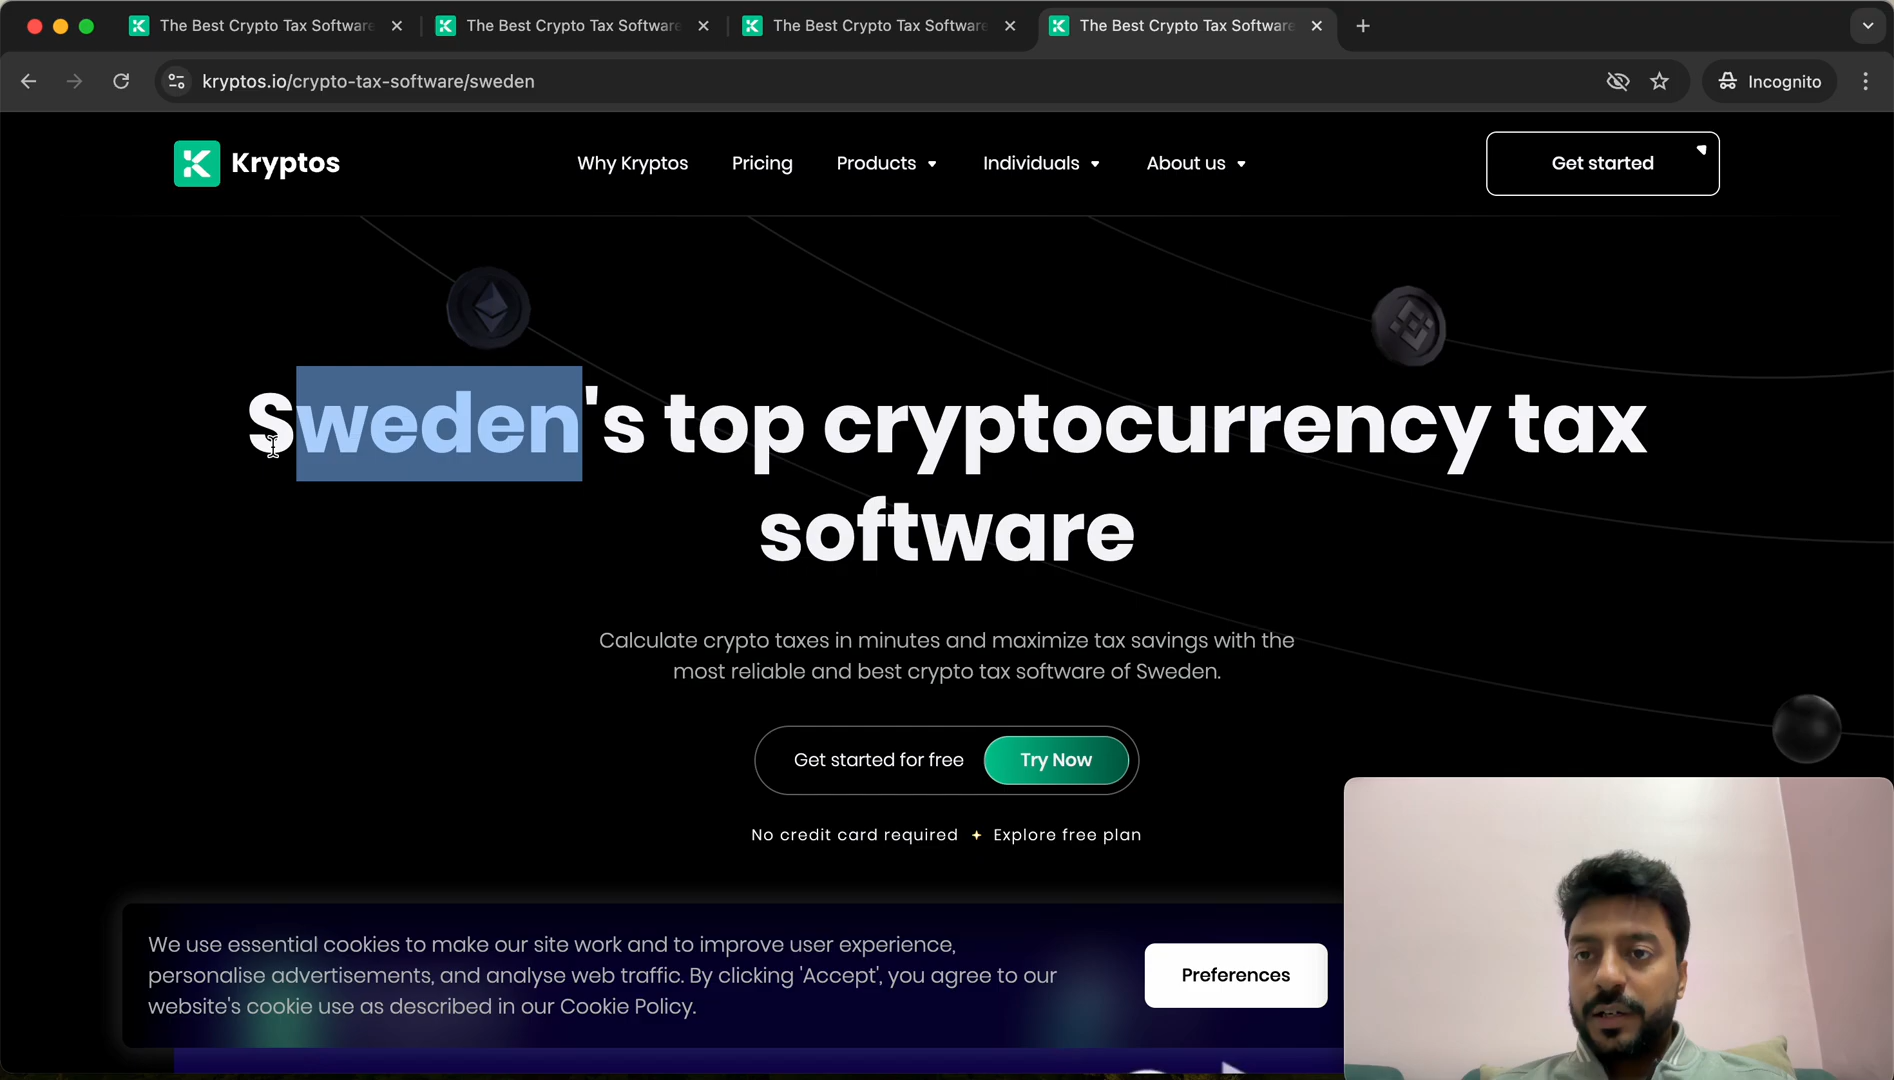 The Best Crypto Tax Software
The Best Crypto Tax Software
The Best Crypto Tax Software
The Best Crypto Tax Software
kryptos.io/crypto-tax-software/sweden
Incognito
Kryptos
Why Kryptos
Pricing
Products
Individuals
About us
Get started
Sweden's top cryptocurrency tax
software
Calculate crypto taxes in minutes and maximize tax savings with the
most reliable and best crypto tax software of Sweden.
Get started for free
Try Now
No credit card required
Explore free plan
We use essential cookies to make our site work and to improve user experience,
personalise advertisements, and analyse web traffic. By clicking 'Accept', you agree to our
website's cookie use as described in our Cookie Policy.
Preferences